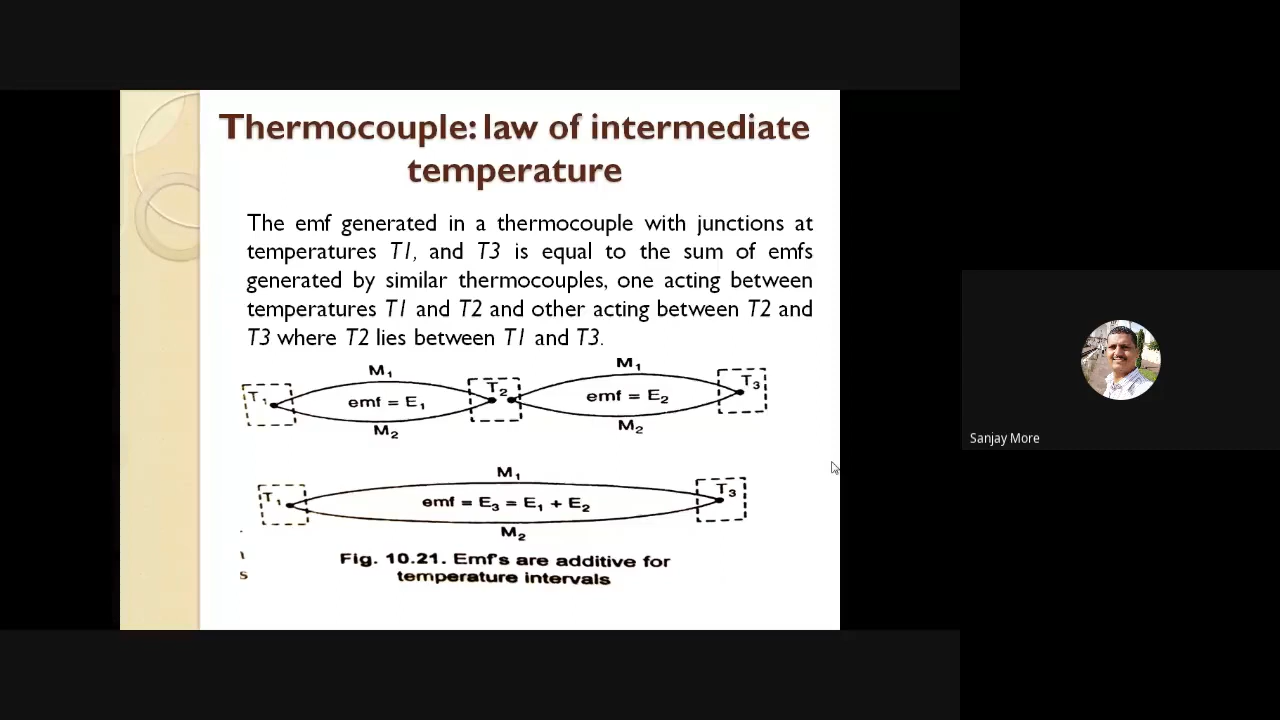 Thermocouple: law of intermediate
temperature
The emf generated in a thermocouple with junctions at
temperatures T1, and T3 is equal to the sum of emfs
generated by similar thermocouples, one acting between
temperatures T1 and T2 and other acting between T2 and
T3 where T2 lies between T1 and T3.
M₁ M₁
T₁ T₂ T₃
emf = E₁ emf = E₂
M₂ M₂
Sanjay More
M₁
T₁ emf = E₃ = E₁ + E₂ T₃
M₂
Fig. 10.21. Emf's are additive for
temperature intervals
s